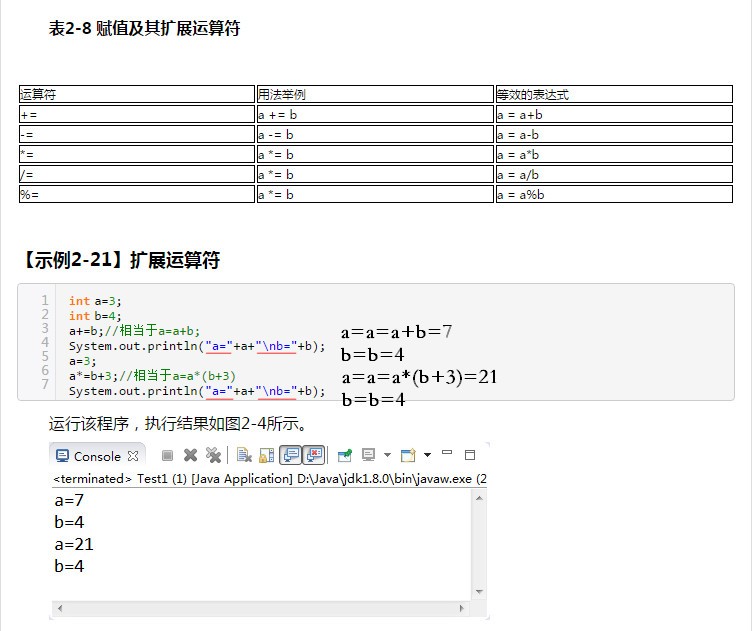 表2-8 赋值及其扩展运算符
运算符 用法举例 等效的表达式
+= a += b a = a+b
-= a -= b a = a-b
*= a *= b a = a*b
/= a *= b a = a/b
%= a *= b a = a%b
【示例2-21】扩展运算符
1 int a=3;
2 int b=4;
3 a+=b;//相当于a=a+b; a=a=a+b=7
4 System.out.println("a="+a+"\nb="+b); b=b=4
5 a=3;
6 a*=b+3;//相当于a=a*(b+3) a=a=a*(b+3)=21
7 System.out.println("a="+a+"\nb="+b); b=b=4
运行该程序，执行结果如图2-4所示。
Console
<terminated> Test1 (1) [Java Application] D:\Java\jdk1.8.0\bin\javaw.exe (2
a=7
b=4
a=21
b=4